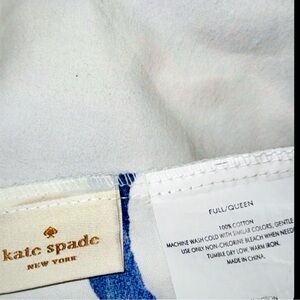 kate spade
NEW YORK
FULL/QUEEN
100% COTTON
MACHINE WASH COLD WITH SIMILAR COLORS, GENTLE
USE ONLY NON-CHLORINE BLEACH WHEN NEED
TUMBLE DRY LOW, WARM IRON.
MADE IN CHINA.